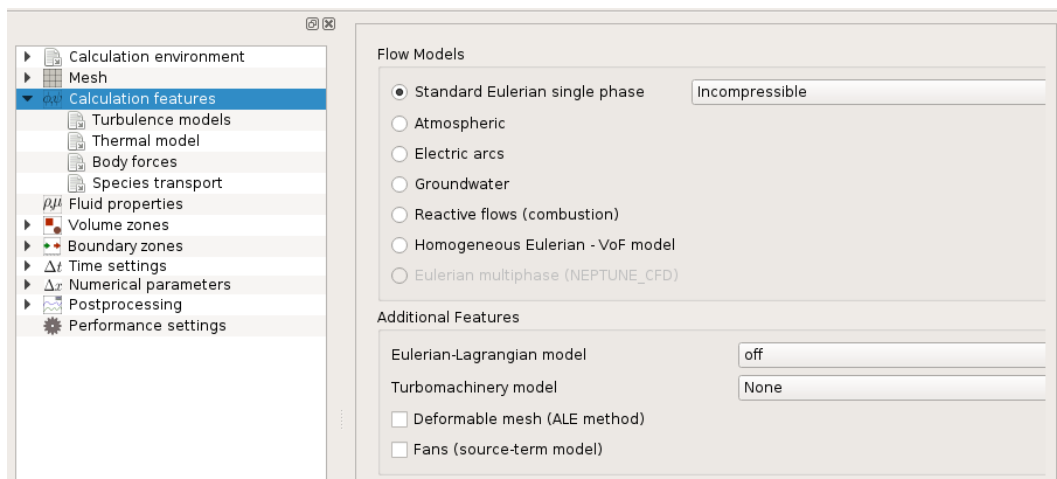 Calculation environment
Mesh
Calculation features
Turbulence models
Thermal model
Body forces
Species transport
ρμ Fluid properties
Volume zones
Boundary zones
Δt Time settings
Δx Numerical parameters
Postprocessing
Performance settings
Flow Models
Standard Eulerian single phase Incompressible
Atmospheric
Electric arcs
Groundwater
Reactive flows (combustion)
Homogeneous Eulerian - VoF model
Eulerian multiphase (NEPTUNE_CFD)
Additional Features
Eulerian-Lagrangian model off
Turbomachinery model None
Deformable mesh (ALE method)
Fans (source-term model)